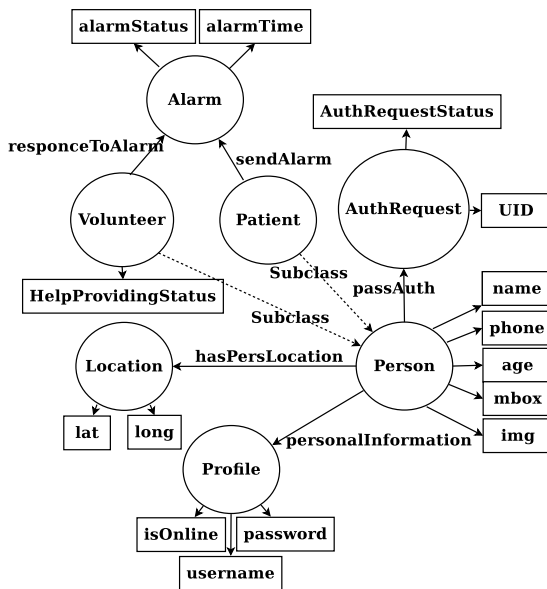 alarmStatus
alarmTime
Alarm
AuthRequestStatus
responceToAlarm
sendAlarm
Volunteer
Patient
AuthRequest
UID
Subclass
passAuth
HelpProvidingStatus
Subclass
name
phone
hasPersLocation
Location
Person
age
mbox
lat
long
personalInformation
img
Profile
isOnline
password
username